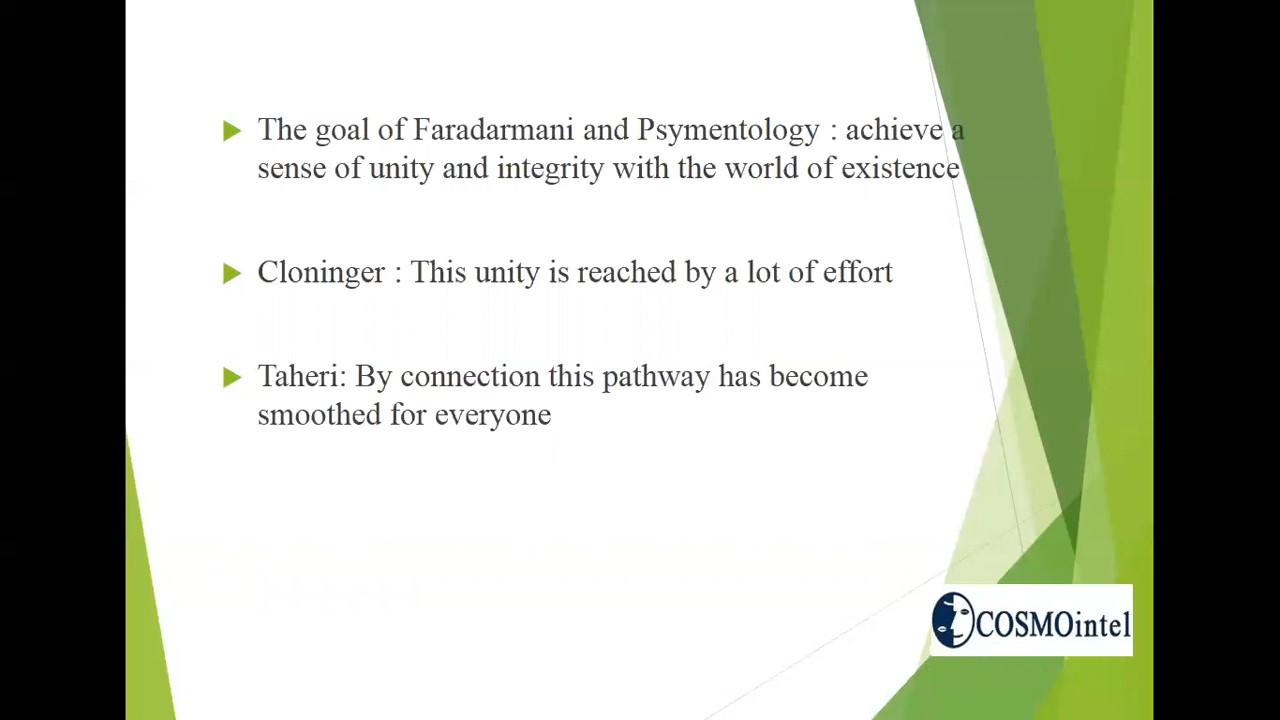 The goal of Faradarmani and Psymentology : achieve a
sense of unity and integrity with the world of existence
Cloninger : This unity is reached by a lot of effort
Taheri: By connection this pathway has become
smoothed for everyone
COSMOintel